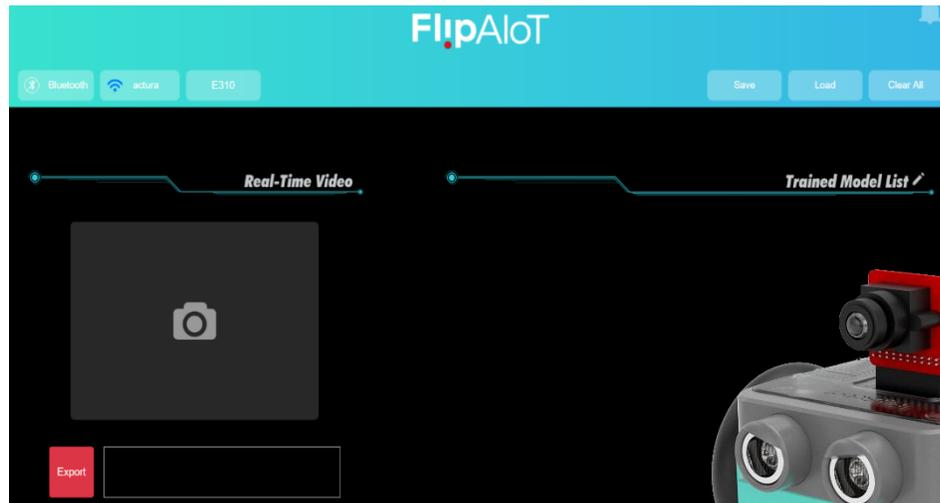 FlipAIoT
Bluetooth actura E310 Save Load Clear All
Real-Time Video
Trained Model List
Export